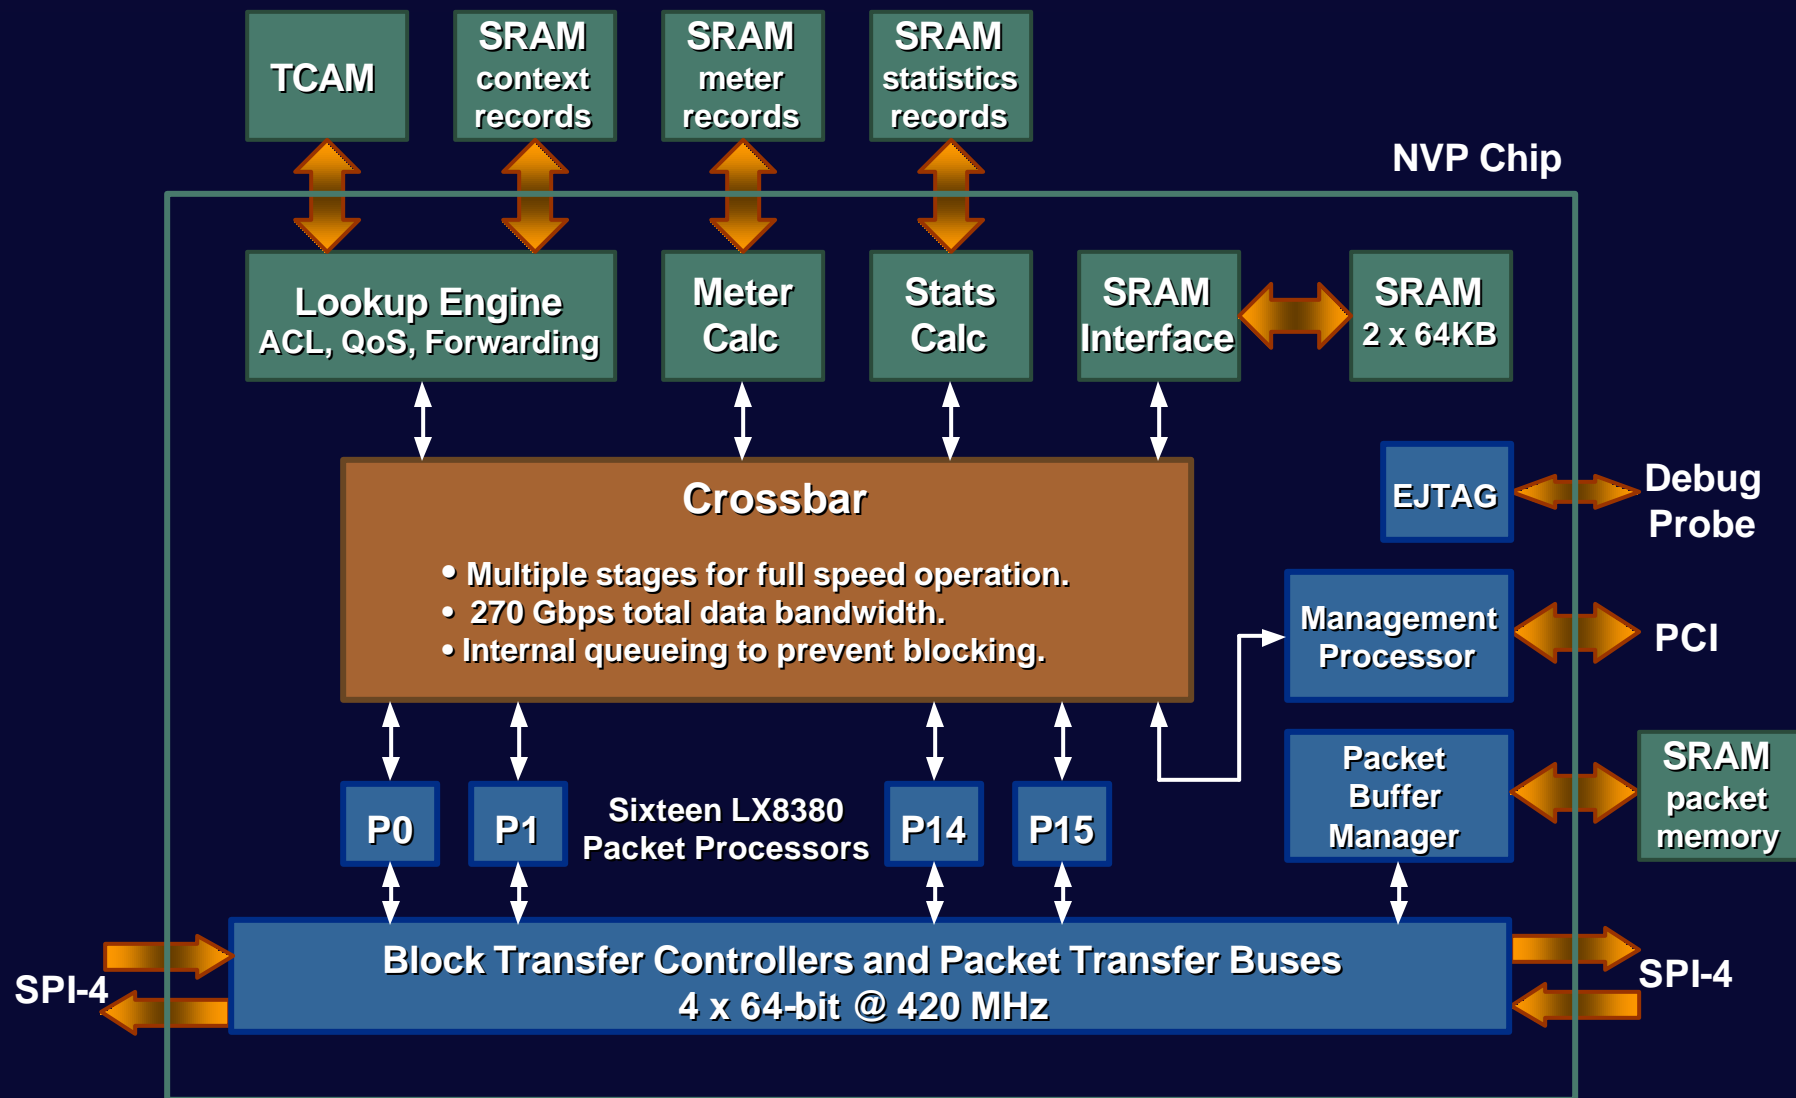 TCAM
SRAM
context
records
SRAM
meter
records
SRAM
statistics
records
NVP Chip
Lookup Engine
ACL, QoS, Forwarding
Meter
Calc
Stats
Calc
SRAM
Interface
SRAM
2 x 64KB
Crossbar
• Multiple stages for full speed operation.
• 270 Gbps total data bandwidth.
• Internal queueing to prevent blocking.
EJTAG
Debug
Probe
Management
Processor
PCI
Packet
Buffer
Manager
SRAM
packet
memory
P0
P1
Sixteen LX8380
Packet Processors
P14
P15
Block Transfer Controllers and Packet Transfer Buses
4 x 64-bit @ 420 MHz
SPI-4
SPI-4